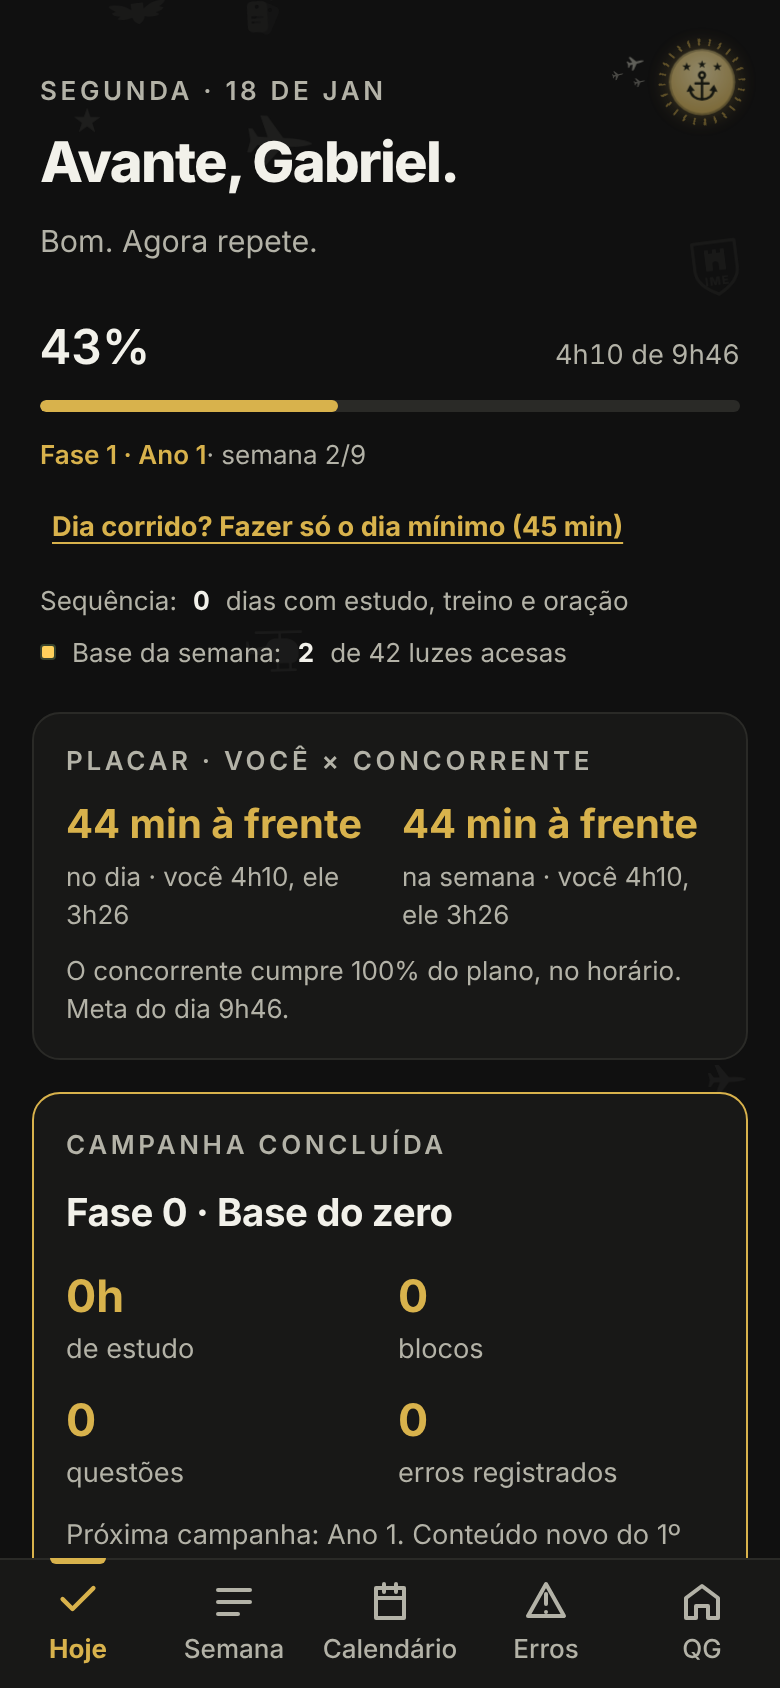 SEGUNDA · 18 DE JAN
Avante, Gabriel.
Bom. Agora repete.
IME
43%
4h10 de 9h46
Fase 1 · Ano 1· semana 2/9
Dia corrido? Fazer só o dia mínimo (45 min)
Sequência: 0 dias com estudo, treino e oração
Base da semana: 2 de 42 luzes acesas
PLACAR · VOCÊ × CONCORRENTE
44 min à frente
no dia · você 4h10, ele
3h26
44 min à frente
na semana · você 4h10,
ele 3h26
O concorrente cumpre 100% do plano, no horário.
Meta do dia 9h46.
CAMPANHA CONCLUÍDA
Fase 0 · Base do zero
0h
de estudo
0
blocos
0
questões
0
erros registrados
Próxima campanha: Ano 1. Conteúdo novo do 1º
Hoje
Semana
Calendário
Erros
QG